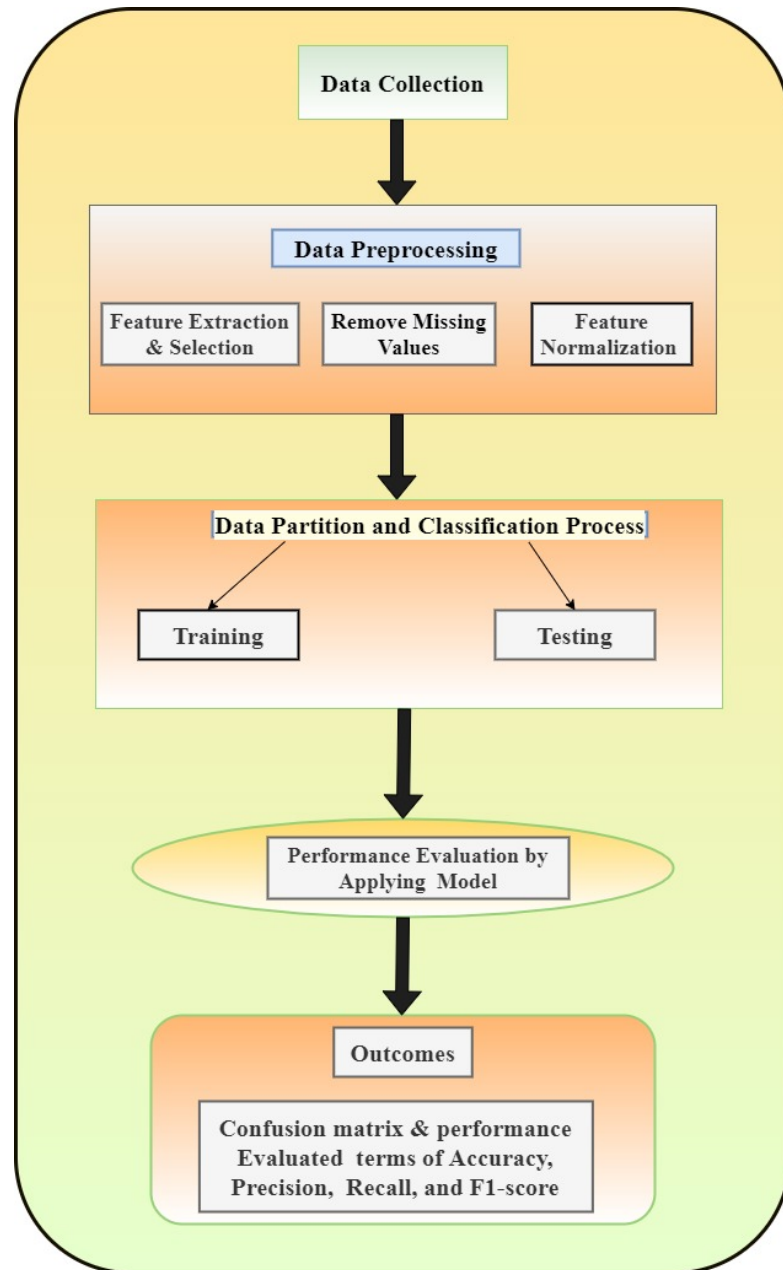 Data Collection
Data Preprocessing
Feature Extraction
& Selection
Remove Missing
Values
Feature
Normalization
Data Partition and Classification Process
Training
Testing
Performance Evaluation by
Applying Model
Outcomes
Confusion matrix & performance
Evaluated terms of Accuracy,
Precision, Recall, and F1-score